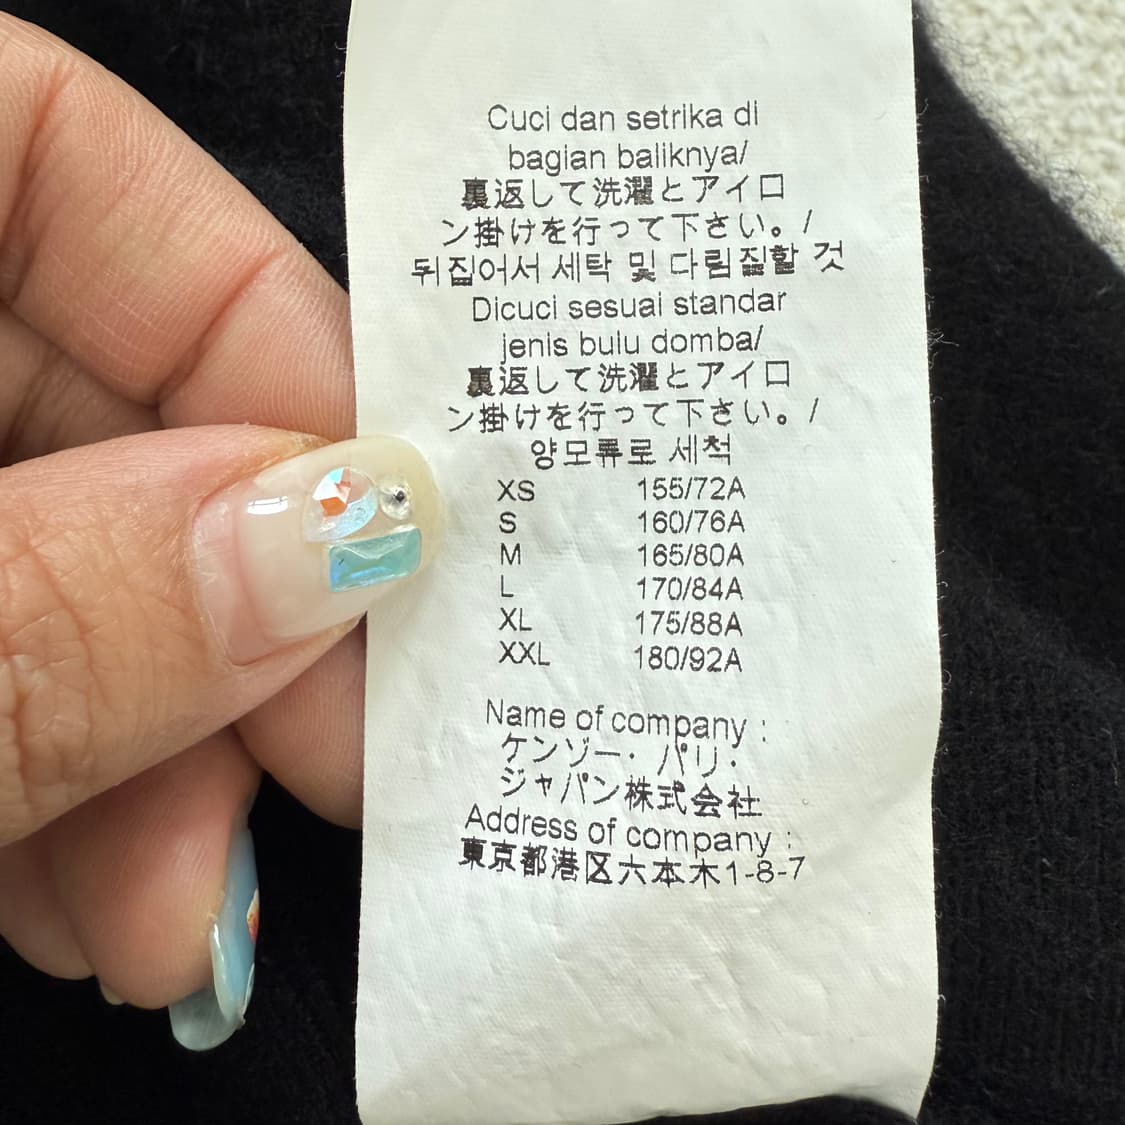 Cuci dan setrika di
bagian baliknya/
裏返して洗濯とアイロ
ン掛けを行って下さい。/
뒤집어서 세탁 및 다림질할 것
Dicuci sesuai standar
jenis bulu domba/
裏返して洗濯とアイロ
ン掛けを行って下さい。/
양모류로 세척
XS 155/72A
S 160/76A
M 165/80A
L 170/84A
XL 175/88A
XXL 180/92A
Name of company :
ケンゾー・パリ・
ジャパン株式会社
Address of company :
東京都港区六本木1-8-7